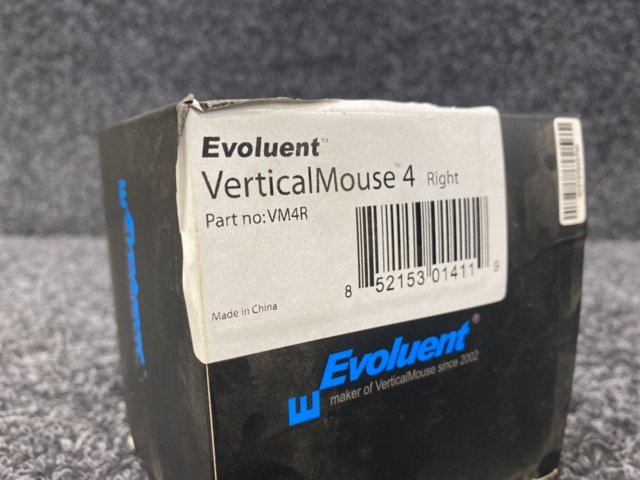 Evoluent™
VerticalMouse™ 4 Right
Part no: VM4R
8 52153 01411 9
Made in China
Evoluent®
maker of VerticalMouse since 2002
Evoluent